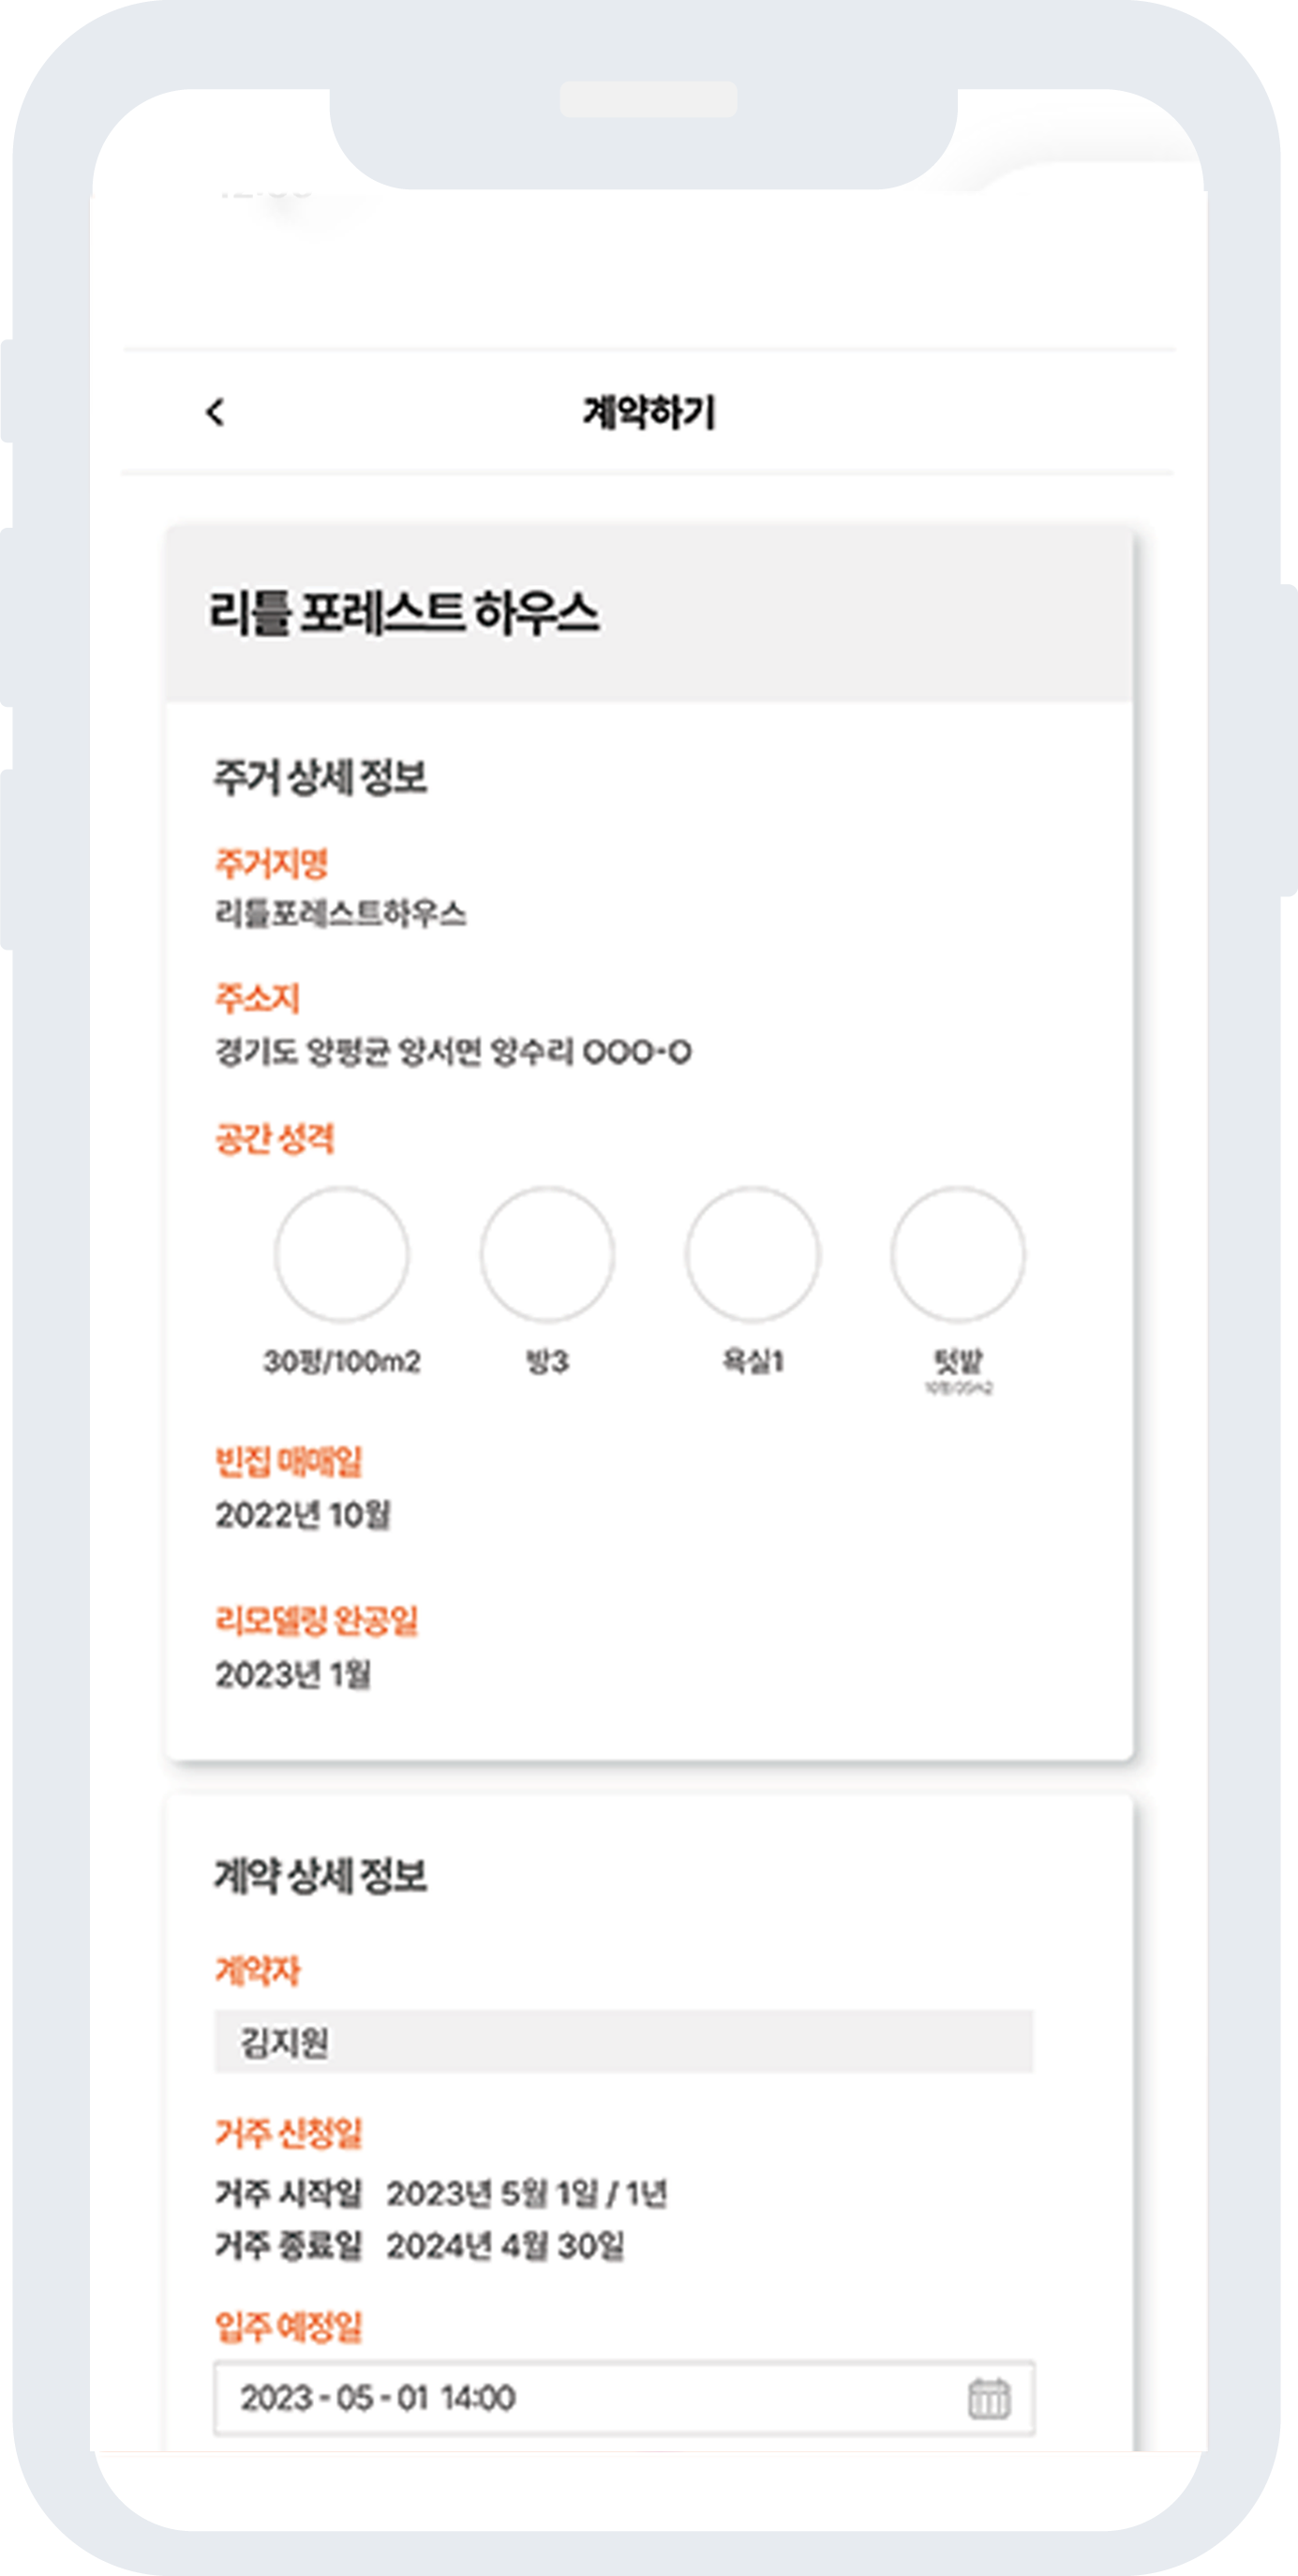 계약하기
리틀 포레스트 하우스
주거 상세 정보
주거지명
리틀포레스트하우스
주소지
경기도 양평균 양서면 양수리 OOO-O
공간 성격
30평/100m2 방3 욕실1 텃밭
빈집 매매일
2022년 10월
리모델링 완공일
2023년 1월
계약 상세 정보
계약자
김지원
거주 신청일
거주 시작일 2023년 5월 1일 / 1년
거주 종료일 2024년 4월 30일
입주 예정일
2023 - 05 - 01 14:00